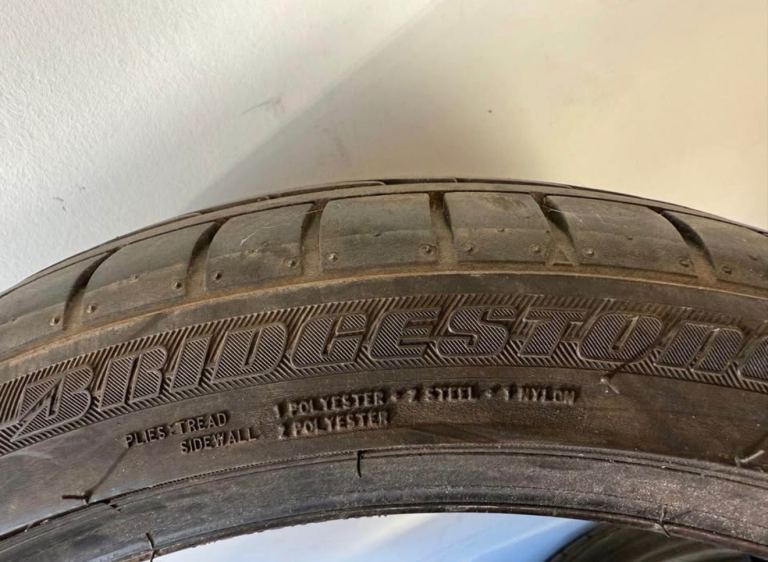 BRIDGESTONE
PLIES: TREAD 1 POLYESTER + 2 STEEL + 1 NYLON
SIDEWALL 2 POLYESTER